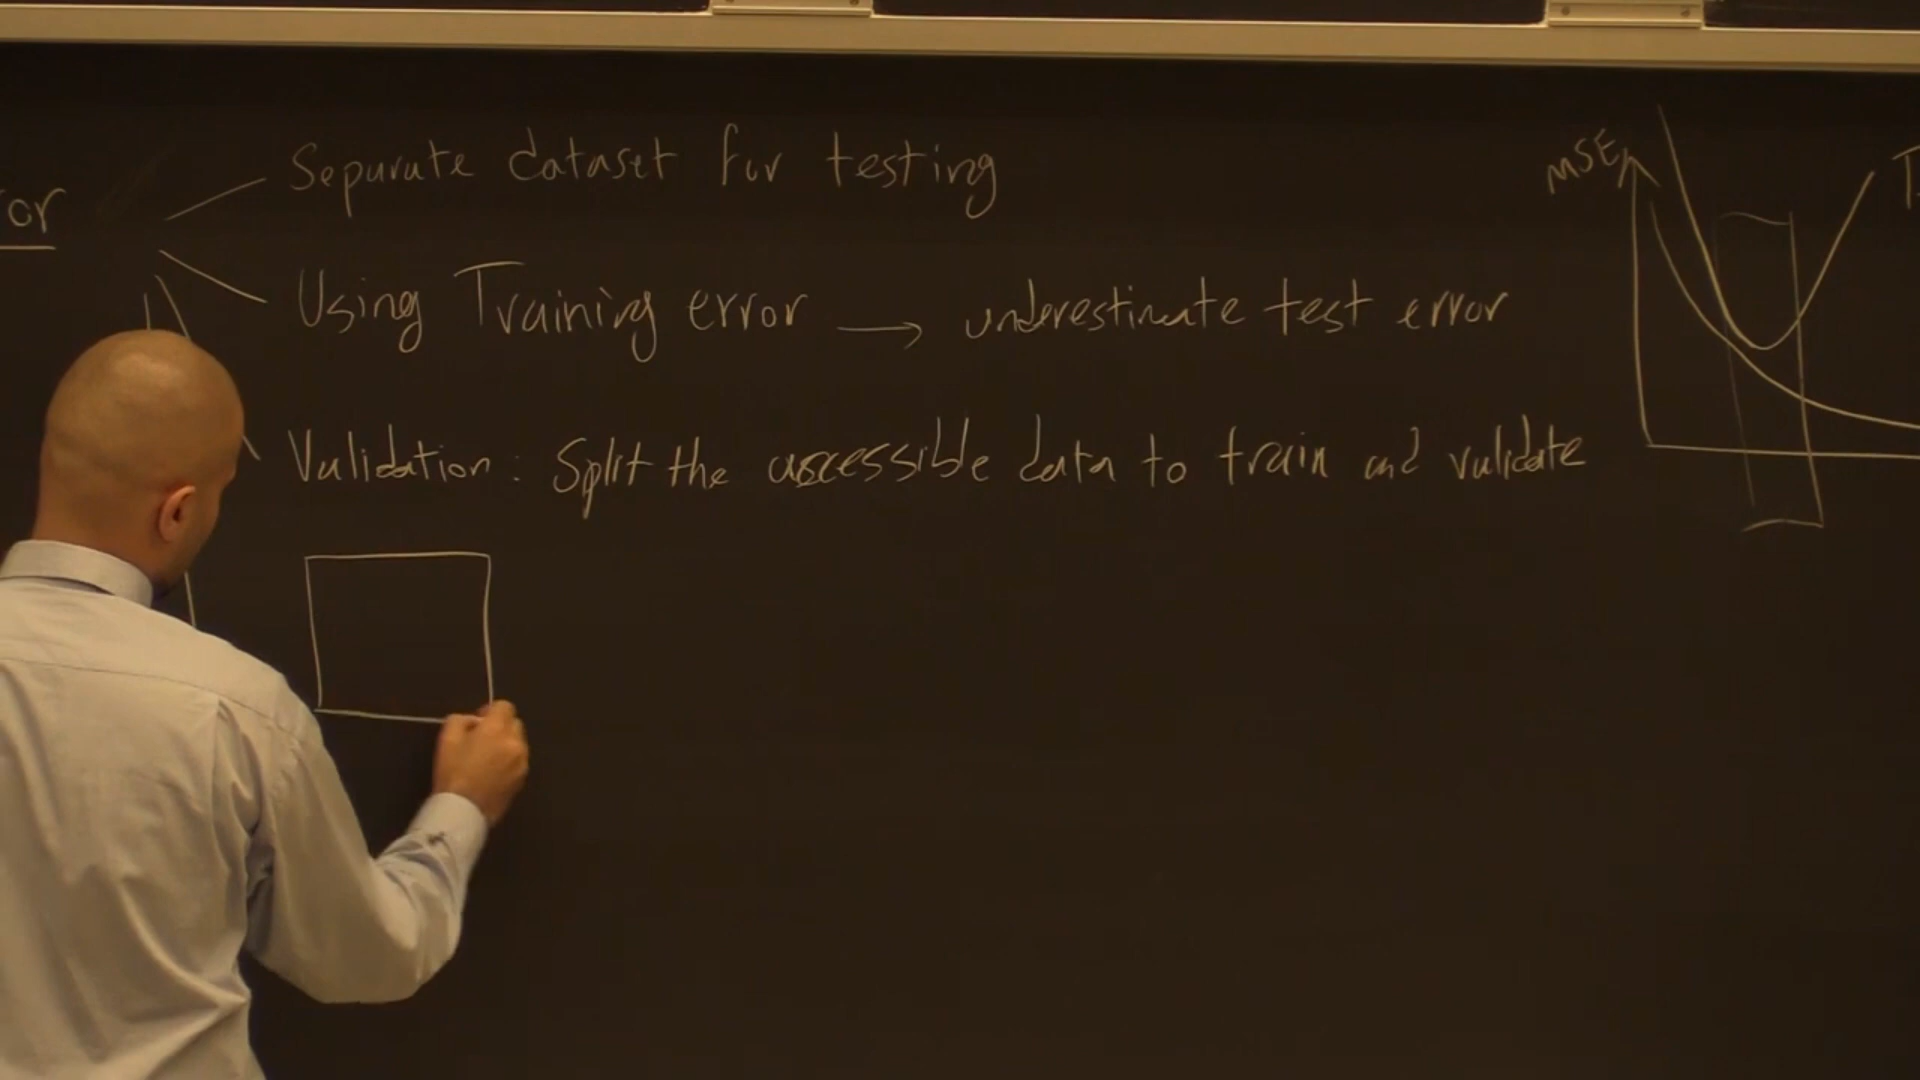 Separate dataset for testing
or
Using Training error → underestimate test error
Validation: Split the accessible data to train and validate
MSE